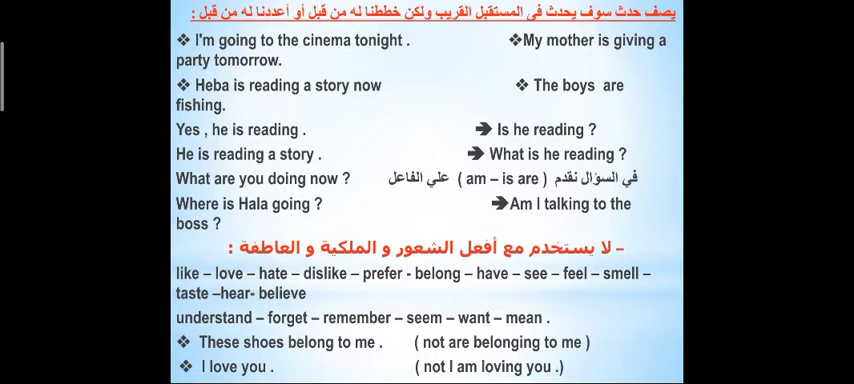 يصف حدث سوف يحدث في المستقبل القريب ولكن خططنا له من قبل أو أعددنا له من قبل :
❖ I'm going to the cinema tonight . ❖My mother is giving a
party tomorrow.
❖ Heba is reading a story now ❖ The boys are
fishing.
Yes , he is reading . ➔ Is he reading ?
He is reading a story . ➔ What is he reading ?
What are you doing now ? في السؤال نقدم ( am – is are ) علي الفاعل
Where is Hala going ? ➔Am I talking to the
boss ?
– لا يستخدم مع أفعل الشعور و الملكية و العاطفة :
like – love – hate – dislike – prefer - belong – have – see – feel – smell –
taste –hear- believe
understand – forget – remember – seem – want – mean .
❖ These shoes belong to me . ( not are belonging to me )
❖ I love you . ( not I am loving you .)